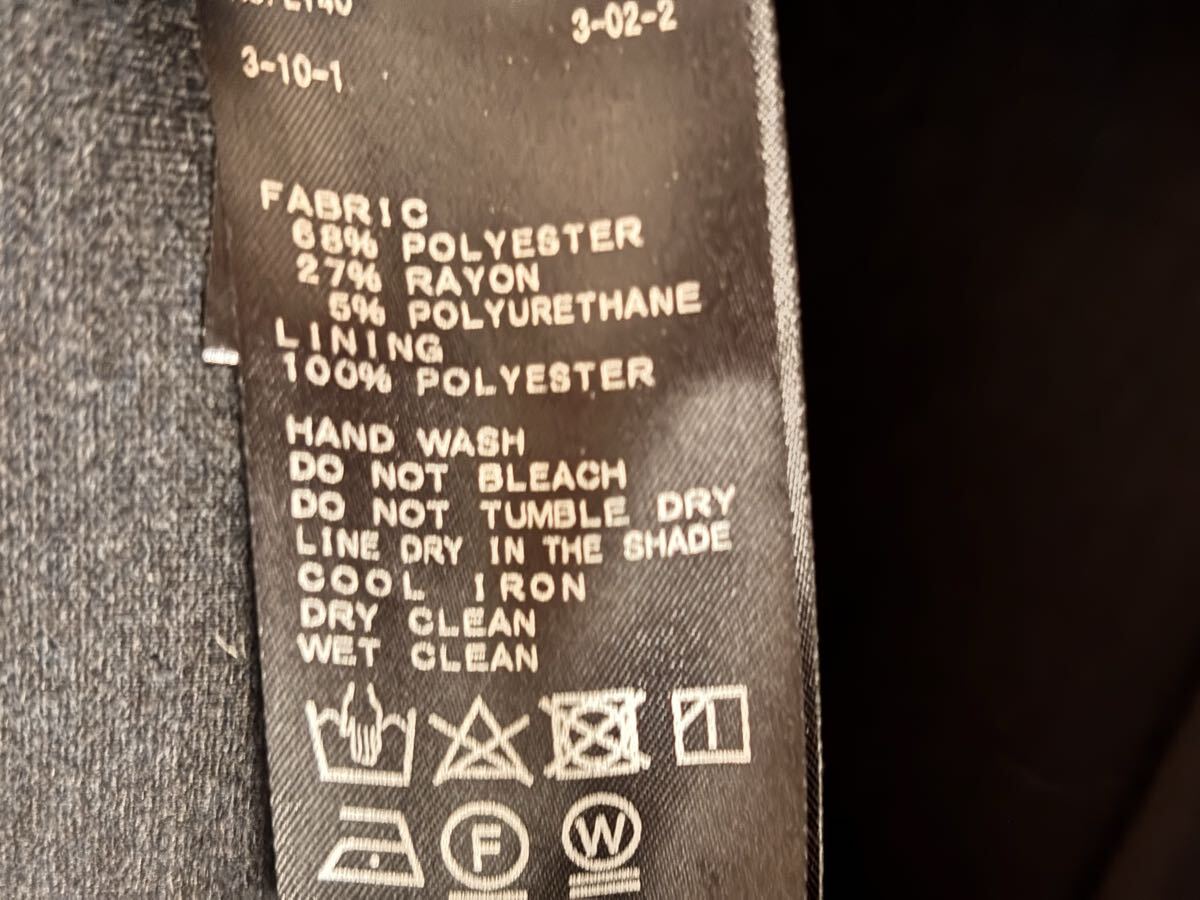 3-02-2
3-10-1
FABRIC
68% POLYESTER
27% RAYON
5% POLYURETHANE
LINING
100% POLYESTER
HAND WASH
DO NOT BLEACH
DO NOT TUMBLE DRY
LINE DRY IN THE SHADE
COOL IRON
DRY CLEAN
WET CLEAN
F W